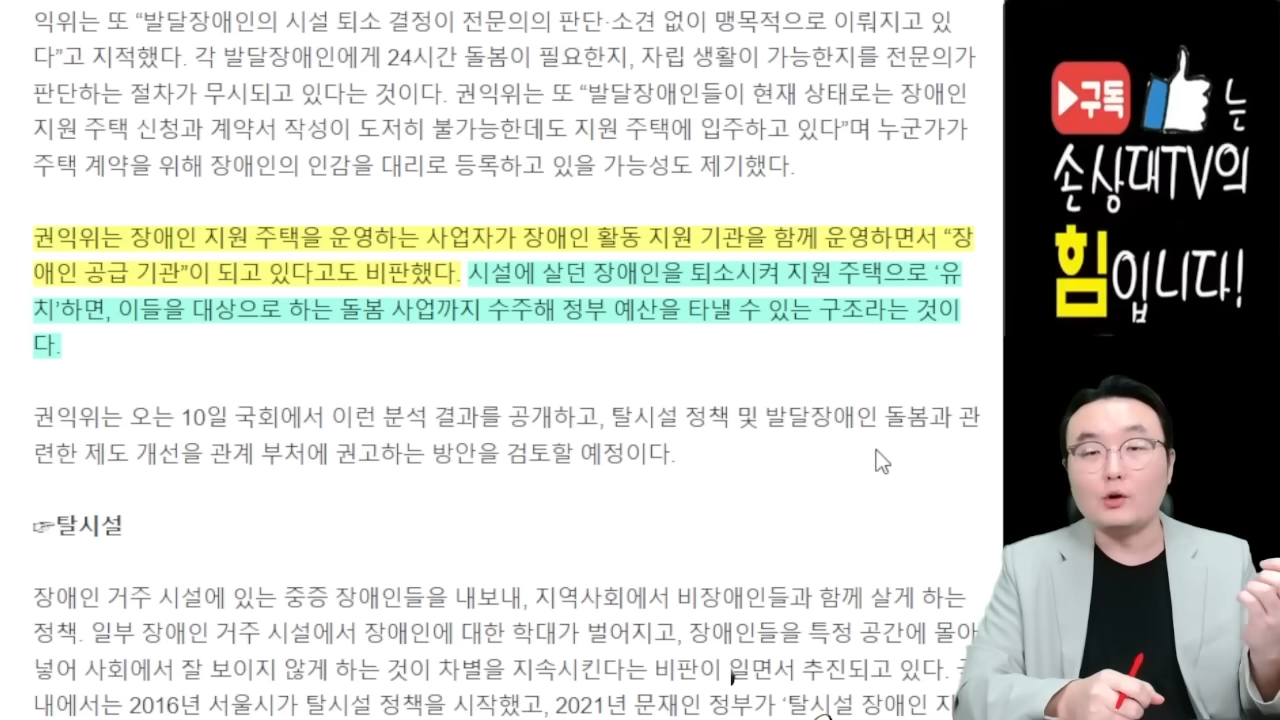 익위는 또 “발달장애인의 시설 퇴소 결정이 전문의의 판단·소견 없이 맹목적으로 이뤄지고 있
다”고 지적했다. 각 발달장애인에게 24시간 돌봄이 필요한지, 자립 생활이 가능한지를 전문의가
판단하는 절차가 무시되고 있다는 것이다. 권익위는 또 “발달장애인들이 현재 상태로는 장애인
지원 주택 신청과 계약서 작성이 도저히 불가능한데도 지원 주택에 입주하고 있다”며 누군가가
주택 계약을 위해 장애인의 인감을 대리로 등록하고 있을 가능성도 제기했다.
권익위는 장애인 지원 주택을 운영하는 사업자가 장애인 활동 지원 기관을 함께 운영하면서 “장
애인 공급 기관”이 되고 있다고도 비판했다. 시설에 살던 장애인을 퇴소시켜 지원 주택으로 ‘유
치’하면, 이들을 대상으로 하는 돌봄 사업까지 수주해 정부 예산을 타낼 수 있는 구조라는 것이
다.
권익위는 오는 10일 국회에서 이런 분석 결과를 공개하고, 탈시설 정책 및 발달장애인 돌봄과 관
련한 제도 개선을 관계 부처에 권고하는 방안을 검토할 예정이다.
☞탈시설
장애인 거주 시설에 있는 중증 장애인들을 내보내, 지역사회에서 비장애인들과 함께 살게 하는
정책. 일부 장애인 거주 시설에서 장애인에 대한 학대가 벌어지고, 장애인들을 특정 공간에 몰아
넣어 사회에서 잘 보이지 않게 하는 것이 차별을 지속시킨다는 비판이 일면서 추진되고 있다.
내에서는 2016년 서울시가 탈시설 정책을 시작했고, 2021년 문재인 정부가 ‘탈시설 장애인 지
구독 는
손상대TV의
힘입니다!